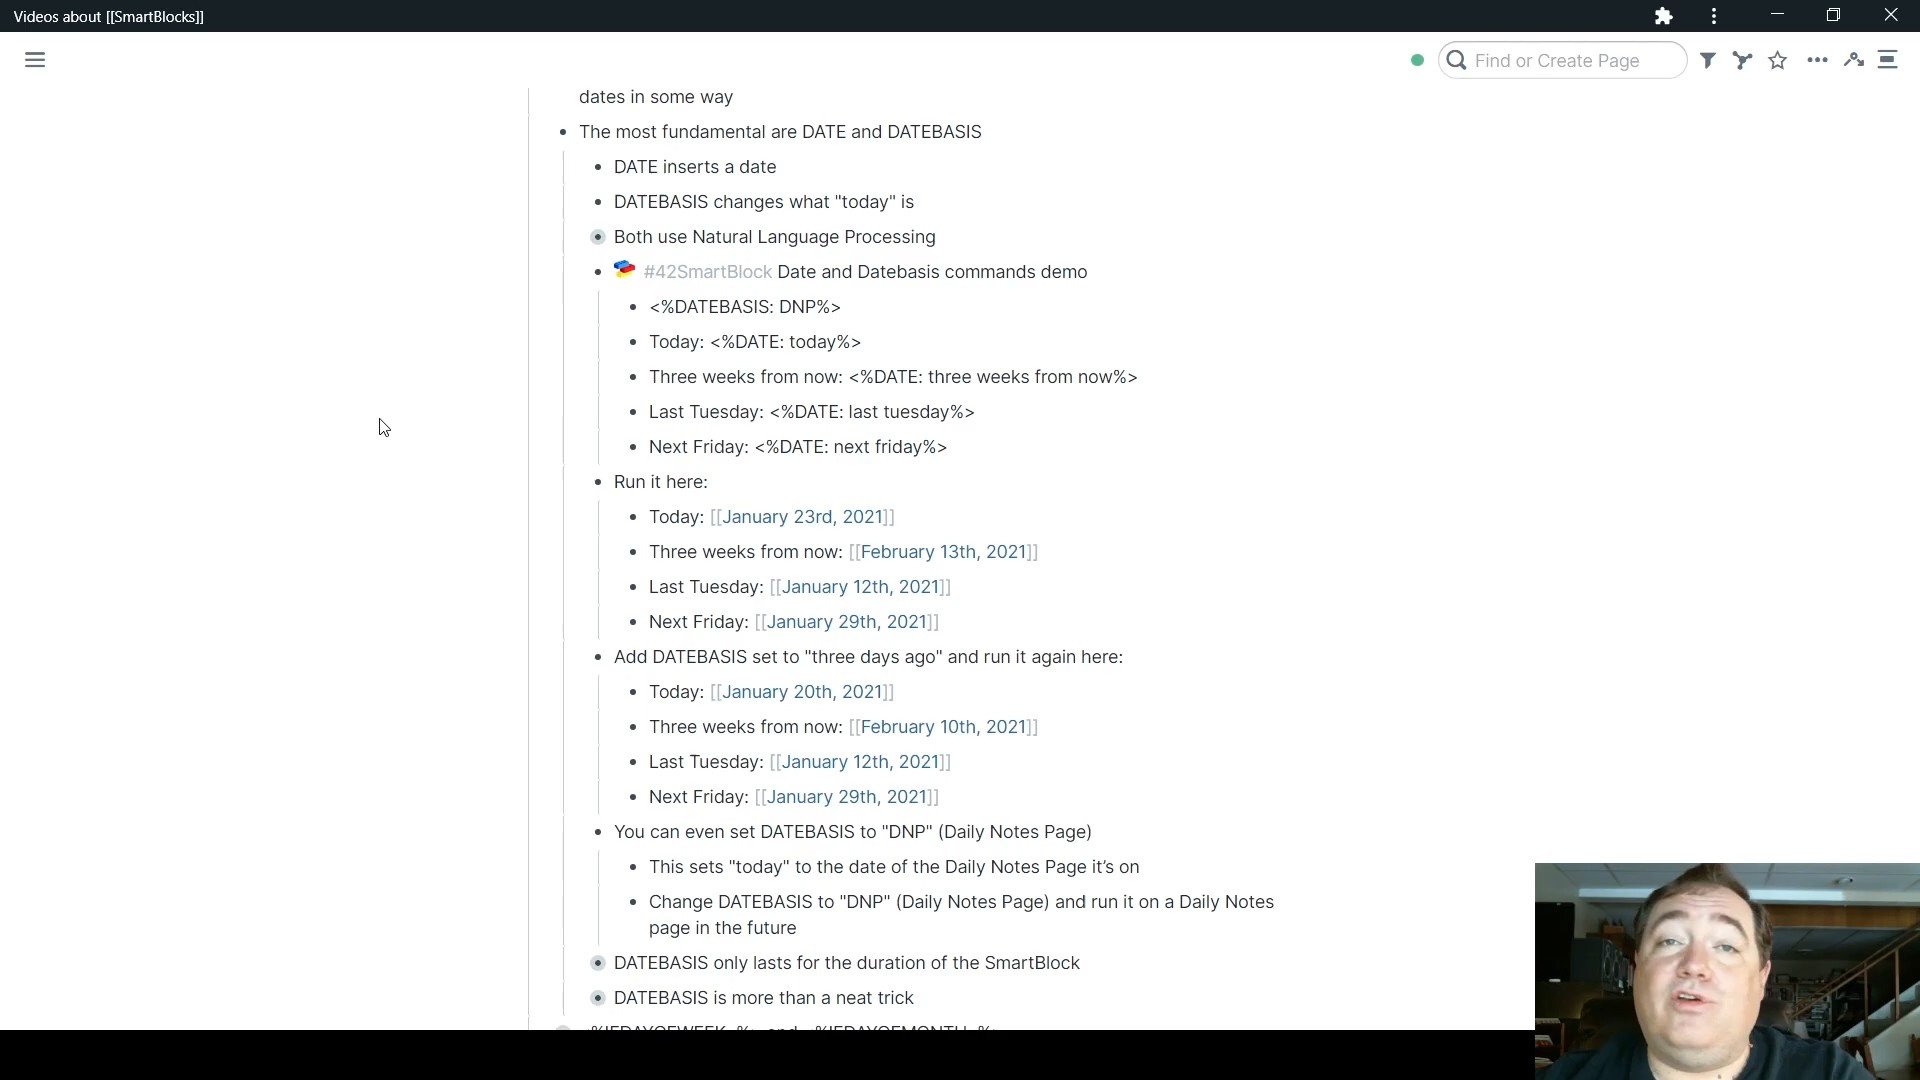 Videos about [[SmartBlocks]]
Find or Create Page
dates in some way
The most fundamental are DATE and DATEBASIS
DATE inserts a date
DATEBASIS changes what "today" is
Both use Natural Language Processing
#42SmartBlock Date and Datebasis commands demo
<%DATEBASIS: DNP%>
Today: <%DATE: today%>
Three weeks from now: <%DATE: three weeks from now%>
Last Tuesday: <%DATE: last tuesday%>
Next Friday: <%DATE: next friday%>
Run it here:
Today: [[January 23rd, 2021]]
Three weeks from now: [[February 13th, 2021]]
Last Tuesday: [[January 12th, 2021]]
Next Friday: [[January 29th, 2021]]
Add DATEBASIS set to "three days ago" and run it again here:
Today: [[January 20th, 2021]]
Three weeks from now: [[February 10th, 2021]]
Last Tuesday: [[January 12th, 2021]]
Next Friday: [[January 29th, 2021]]
You can even set DATEBASIS to "DNP" (Daily Notes Page)
This sets "today" to the date of the Daily Notes Page it's on
Change DATEBASIS to "DNP" (Daily Notes Page) and run it on a Daily Notes
page in the future
DATEBASIS only lasts for the duration of the SmartBlock
DATEBASIS is more than a neat trick